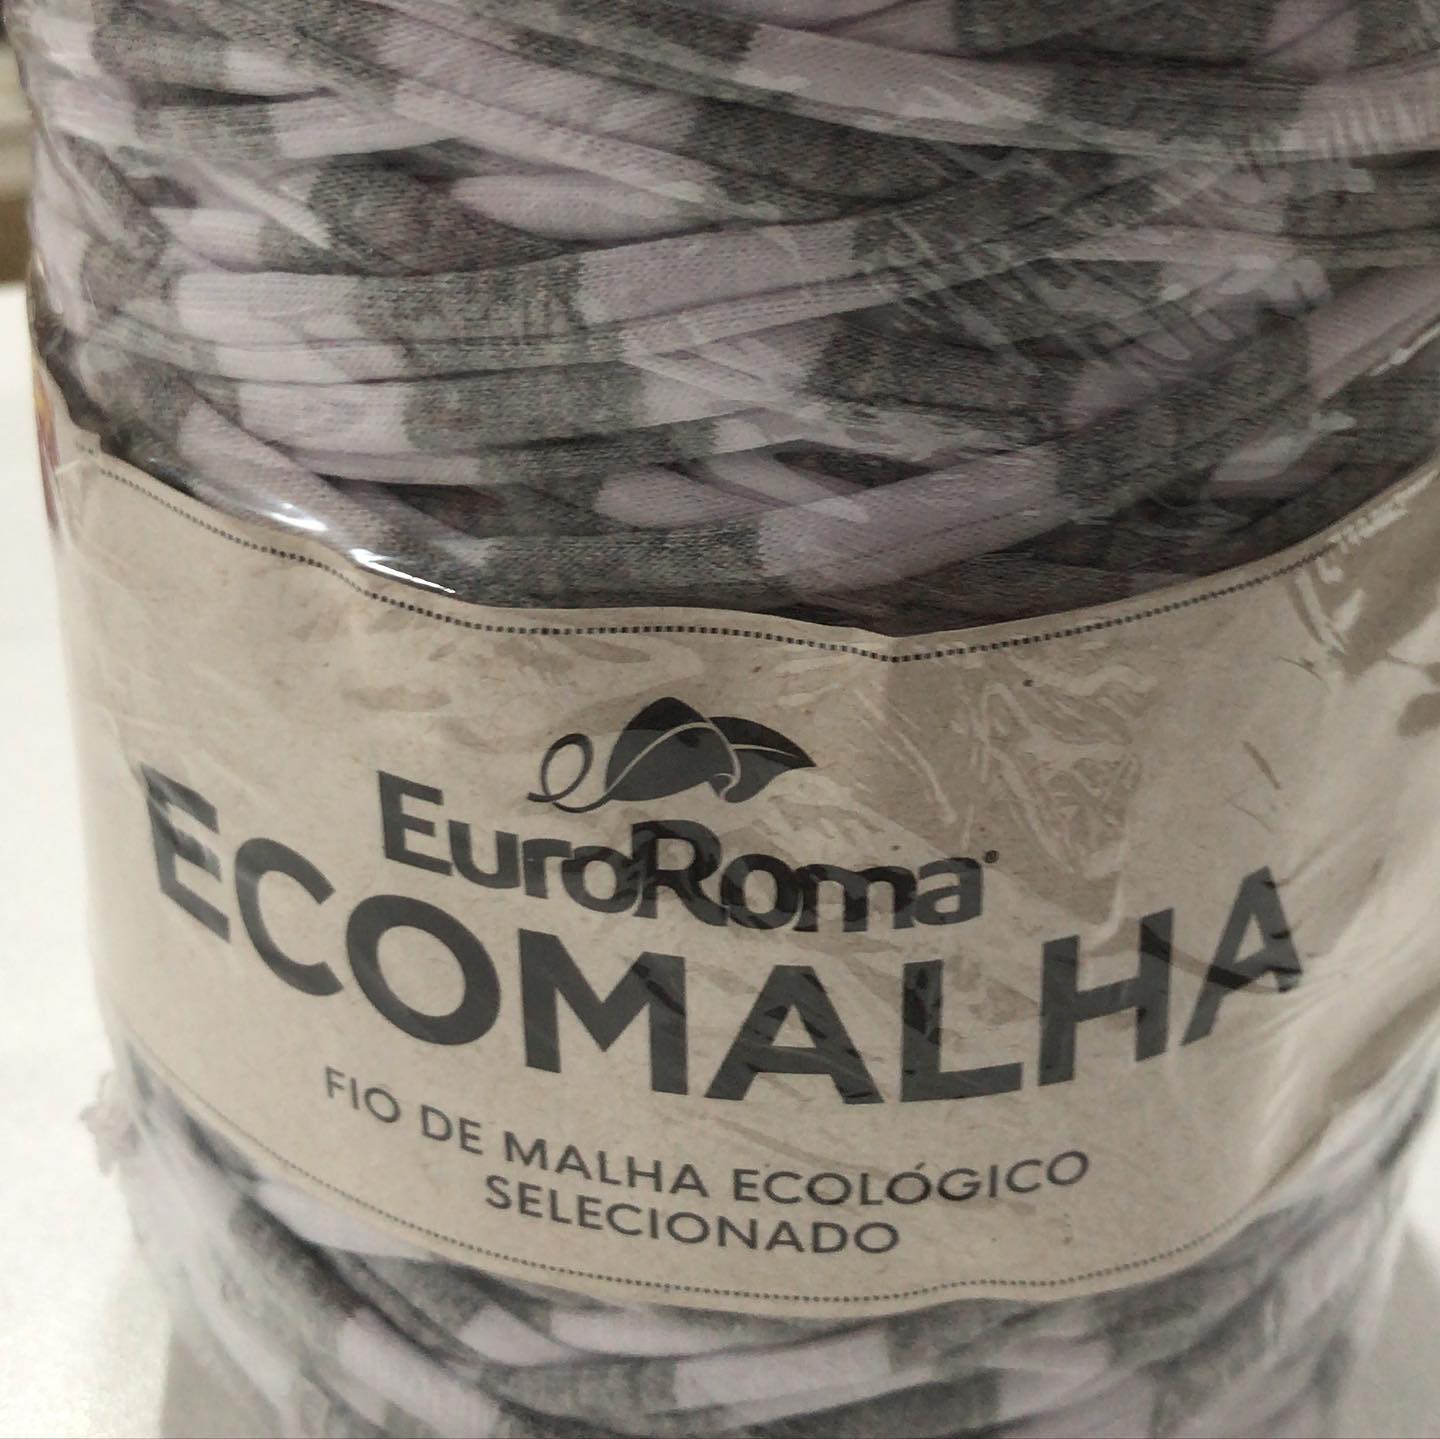 EuroRoma®
ECOMALHA
FIO DE MALHA ECOLÓGICO
SELECIONADO